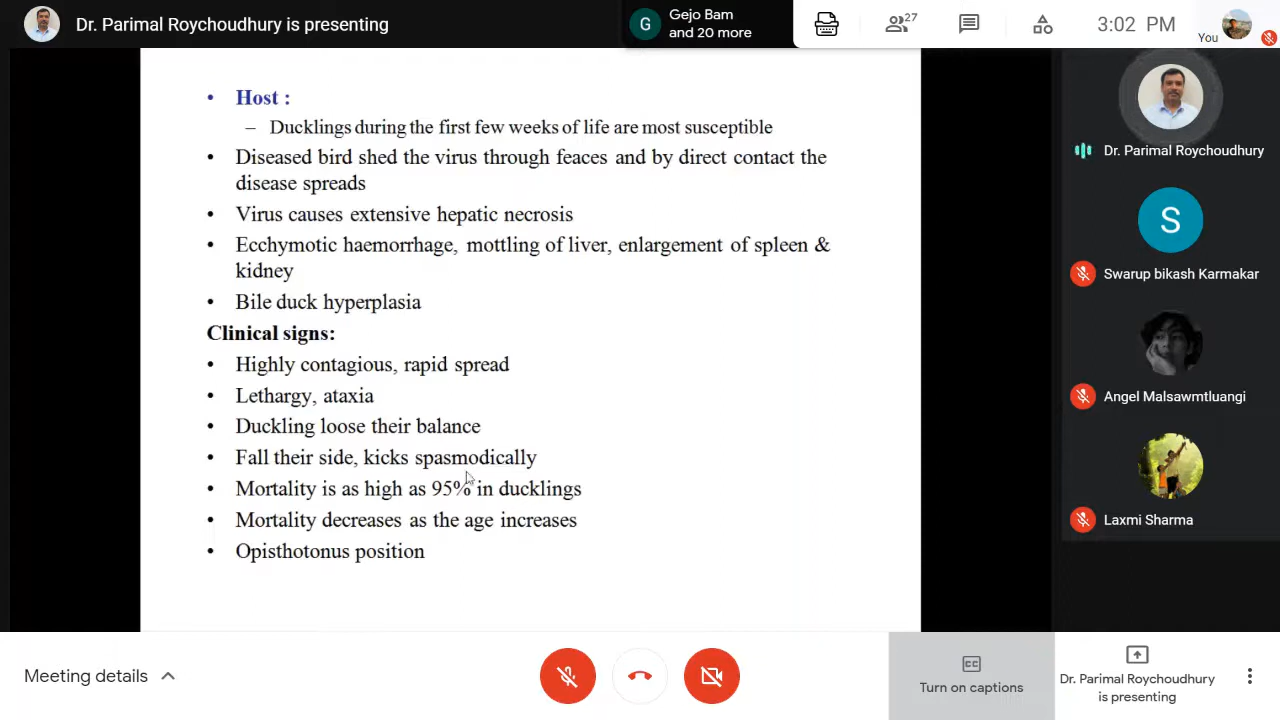 Dr. Parimal Roychoudhury is presenting
G
Gejo Bam
and 20 more
27
3:02 PM
You
• Host :
– Ducklings during the first few weeks of life are most susceptible
• Diseased bird shed the virus through feaces and by direct contact the
disease spreads
• Virus causes extensive hepatic necrosis
• Ecchymotic haemorrhage, mottling of liver, enlargement of spleen &
kidney
• Bile duck hyperplasia
Clinical signs:
• Highly contagious, rapid spread
• Lethargy, ataxia
• Duckling loose their balance
• Fall their side, kicks spasmodically
• Mortality is as high as 95% in ducklings
• Mortality decreases as the age increases
• Opisthotonus position
Dr. Parimal Roychoudhury
S
Swarup bikash Karmakar
Angel Malsawmtluangi
Laxmi Sharma
Meeting details
CC
Turn on captions
Dr. Parimal Roychoudhury
is presenting